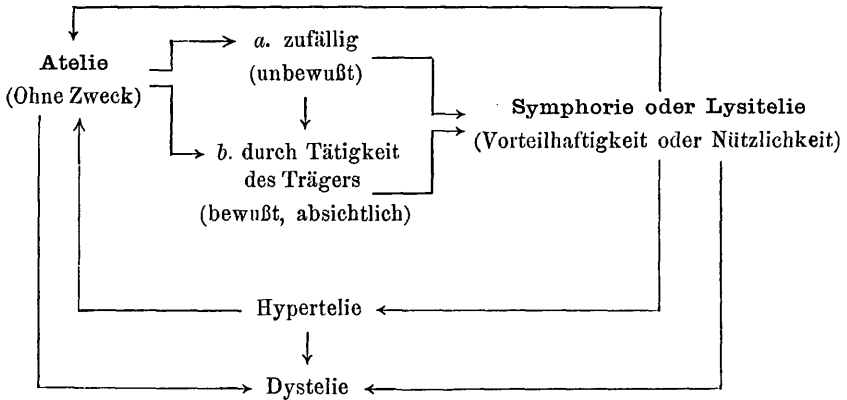 a. zufällig
Atelie
(unbewußt)
(Ohne Zweck)
Symphorie oder Lysitelie
(Vorteilhaftigkeit oder Nützlichkeit)
b. durch Tätigkeit
des Trägers
(bewußt, absichtlich)
Hypertelie
Dystelie